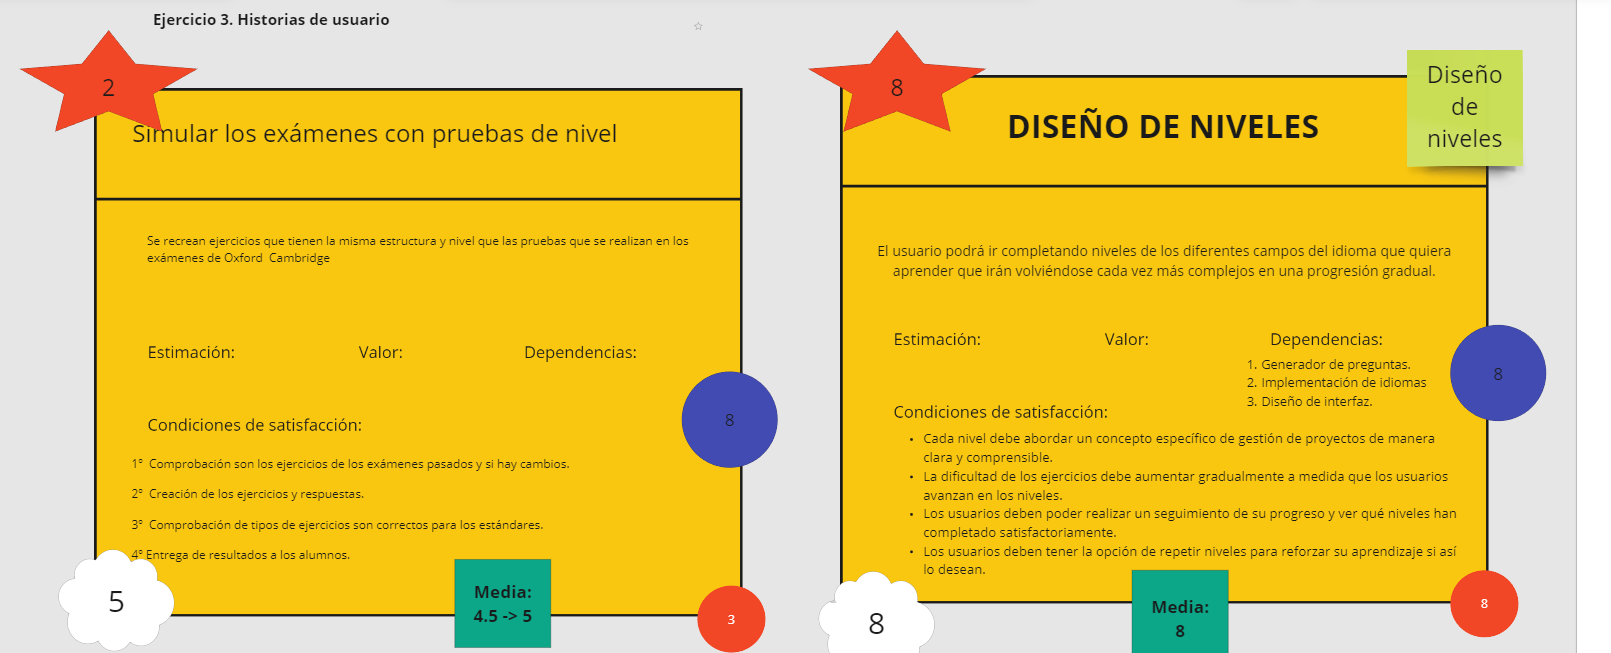 Ejercicio 3. Historias de usuario
2
Simular los exámenes con pruebas de nivel
Se recrean ejercicios que tienen la misma estructura y nivel que las pruebas que se realizan en los
exámenes de Oxford  Cambridge
Estimación:
Valor:
Dependencias:
8
Condiciones de satisfacción:
1º  Comprobación son los ejercicios de los exámenes pasados y si hay cambios.
2º  Creación de los ejercicios y respuestas.
3º  Comprobación de tipos de ejercicios son correctos para los estándares.
4º Entrega de resultados a los alumnos.
5
Media:
4.5 -> 5
3
8
DISEÑO DE NIVELES
Diseño
de
niveles
El usuario podrá ir completando niveles de los diferentes campos del idioma que quiera
aprender que irán volviéndose cada vez más complejos en una progresión gradual.
Estimación:
Valor:
Dependencias:
1. Generador de preguntas.
2. Implementación de idiomas
3. Diseño de interfaz.
8
Condiciones de satisfacción:
• Cada nivel debe abordar un concepto específico de gestión de proyectos de manera
clara y comprensible.
• La dificultad de los ejercicios debe aumentar gradualmente a medida que los usuarios
avanzan en los niveles.
• Los usuarios deben poder realizar un seguimiento de su progreso y ver qué niveles han
completado satisfactoriamente.
• Los usuarios deben tener la opción de repetir niveles para reforzar su aprendizaje si así
lo desean.
8
Media:
8
8